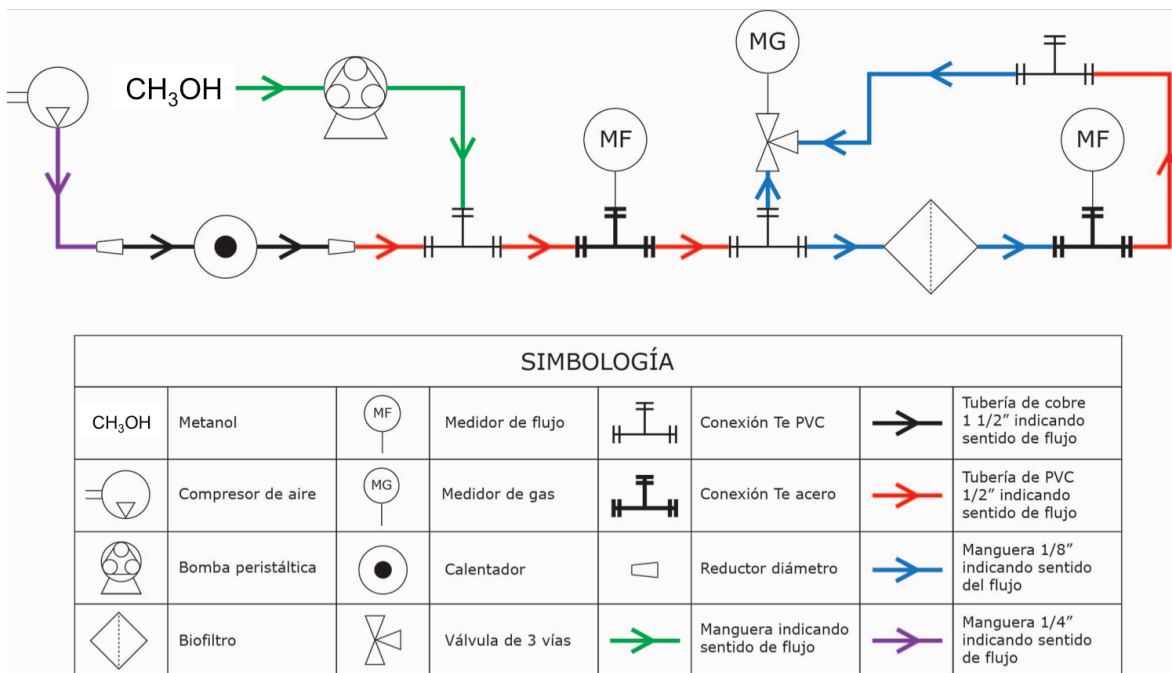 MG
CH₃OH
MF
MF
SIMBOLOGÍA
CH₃OH
Metanol
MF
Medidor de flujo
Conexión Te PVC
Tubería de cobre
1 1/2” indicando
sentido de flujo
Compresor de aire
MG
Medidor de gas
Conexión Te acero
Tubería de PVC
1/2” indicando
sentido de flujo
Bomba peristáltica
Calentador
Reductor diámetro
Manguera 1/8”
indicando sentido
del flujo
Biofiltro
Válvula de 3 vías
Manguera indicando
sentido de flujo
Manguera 1/4”
indicando sentido
de flujo